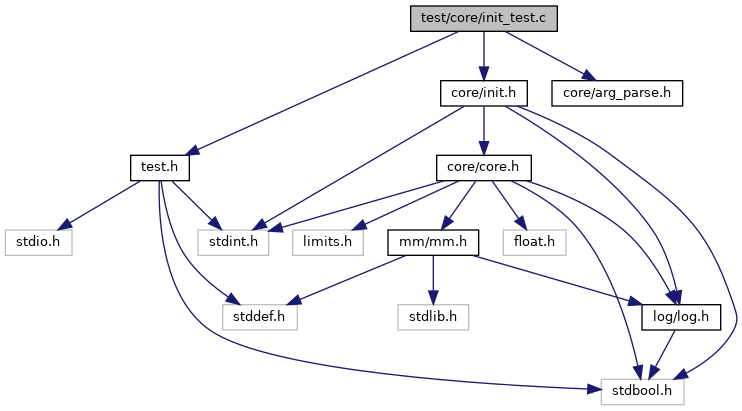 test/core/init_test.c
core/init.h
core/arg_parse.h
test.h
core/core.h
stdio.h
stdint.h
limits.h
mm/mm.h
float.h
stddef.h
stdlib.h
log/log.h
stdbool.h